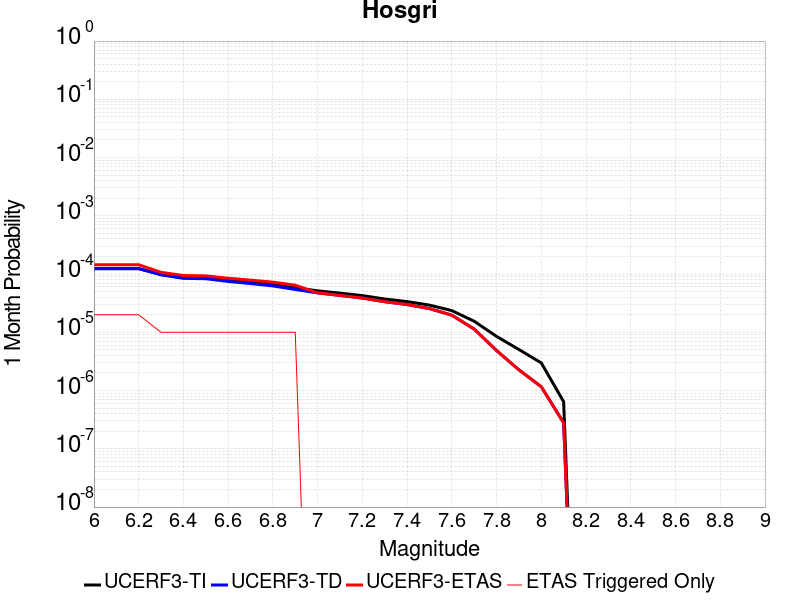 Hosgri
10^0
10^-1
10^-2
10^-3
10^-4
10^-5
10^-6
10^-7
10^-8
1 Month Probability
6 6.2 6.4 6.6 6.8 7 7.2 7.4 7.6 7.8 8 8.2 8.4 8.6 8.8 9
Magnitude
UCERF3-TI UCERF3-TD UCERF3-ETAS ETAS Triggered Only